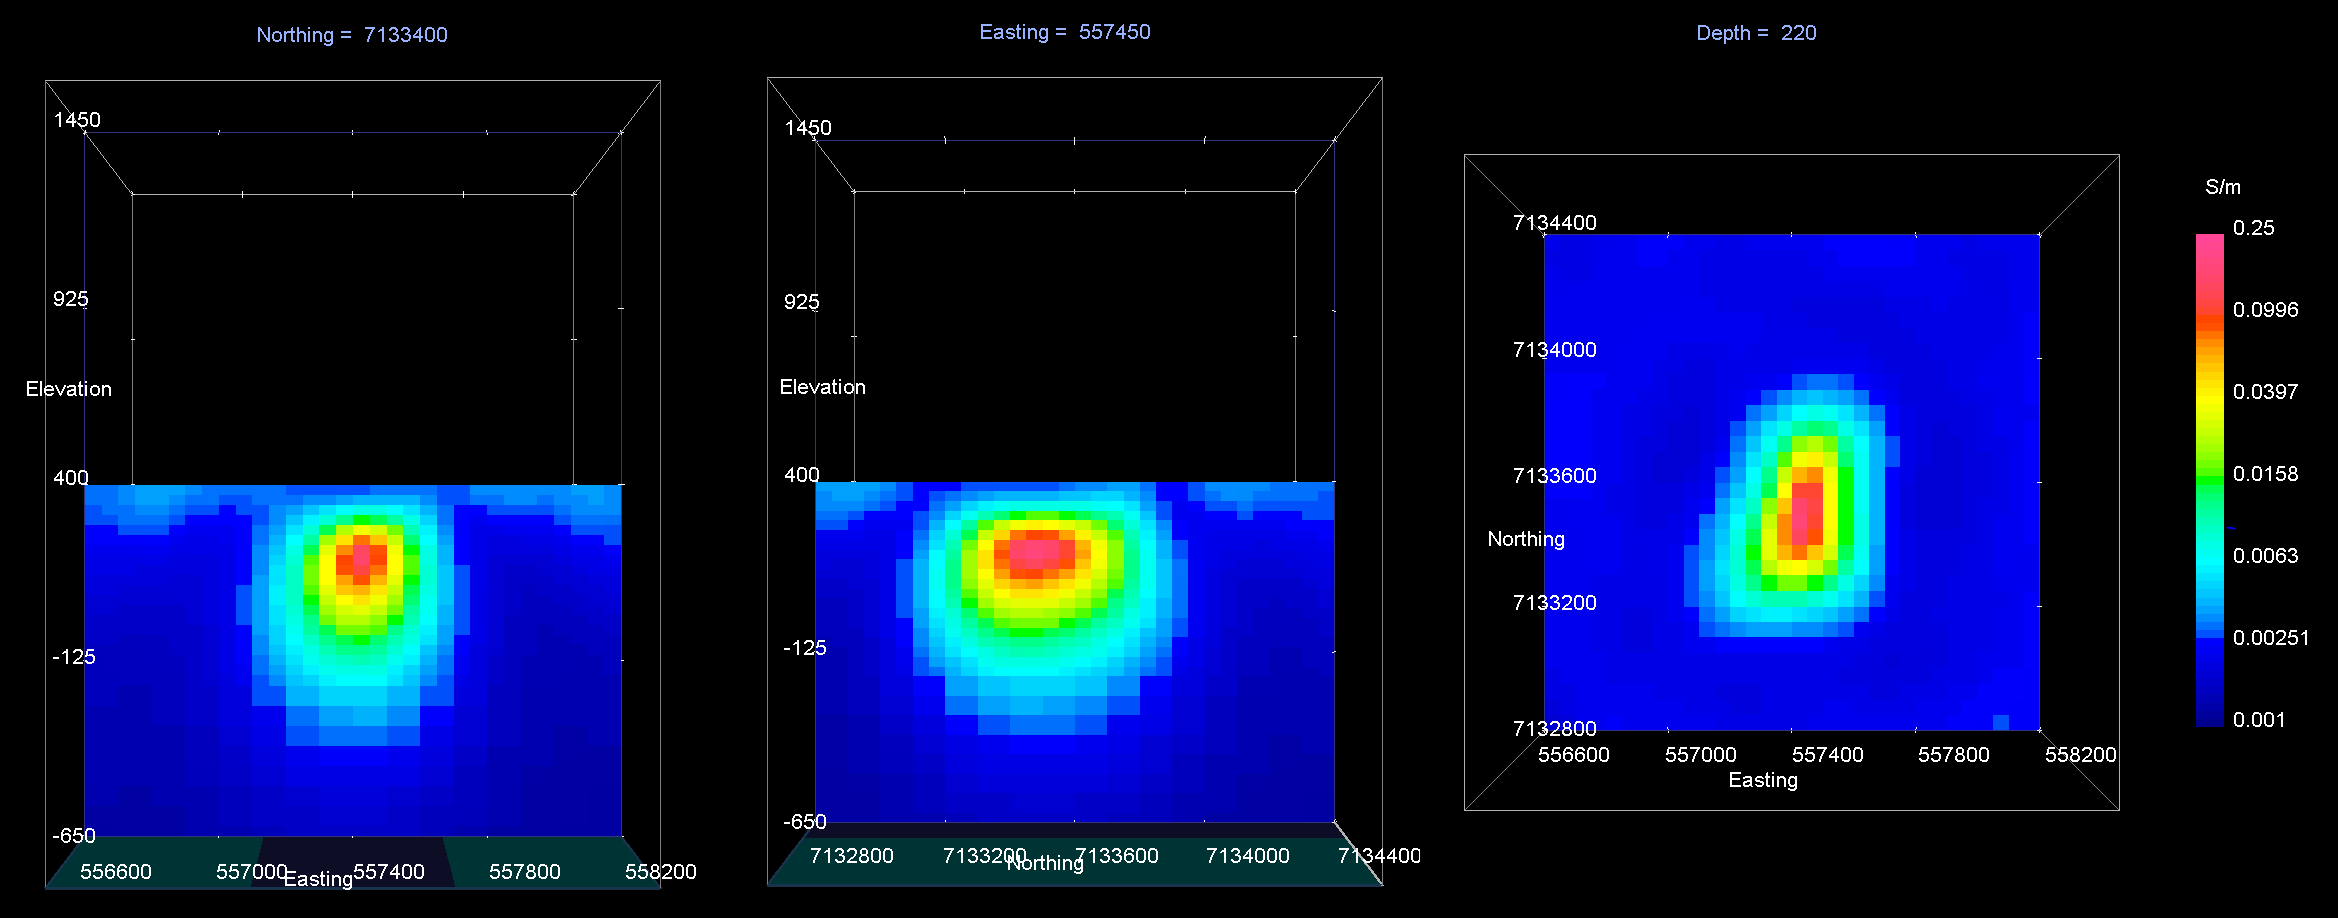 Northing = 7133400
1450
925
Elevation
400
-125
-650
556600 557000 557400 557800 558200
Easting
Easting = 557450
1450
925
Elevation
400
-125
-650
7132800 7133200 7133600 7134000 7134400
Northing
Depth = 220
7134400
7134000
7133600
Northing
7133200
7132800
556600 557000 557400 557800 558200
Easting
S/m
0.25
0.0996
0.0397
0.0158
0.0063
0.00251
0.001